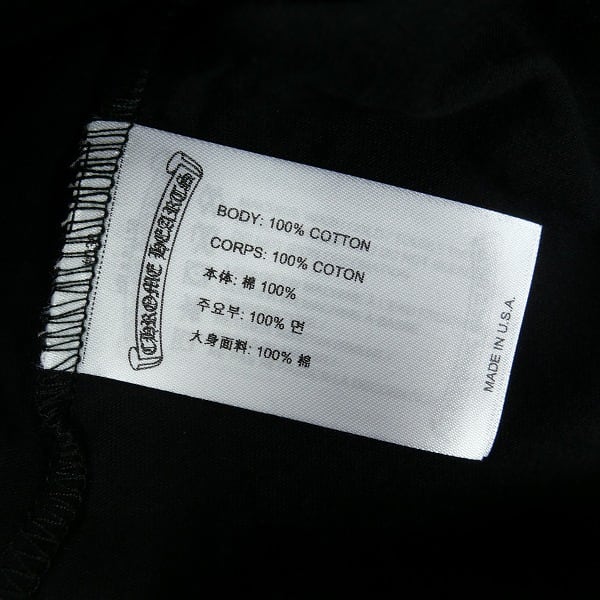 CHROME HEARTS
BODY: 100% COTTON
CORPS: 100% COTON
本体: 棉 100%
주요부: 100% 면
大身面料: 100% 棉
MADE IN U.S.A.